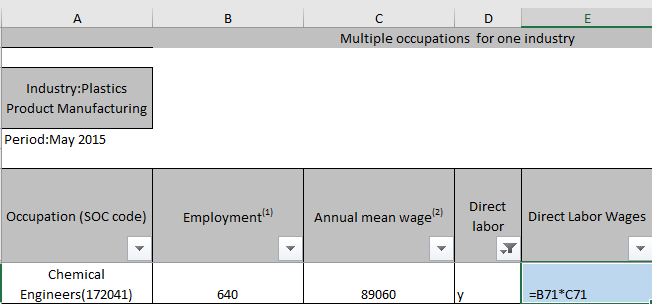 A B C D E
Multiple occupations for one industry
Industry:Plastics
Product Manufacturing
Period:May 2015
Occupation (SOC code) Employment(1) Annual mean wage(2) Direct labor Direct Labor Wages
Chemical
Engineers(172041) 640 89060 y =B71*C71